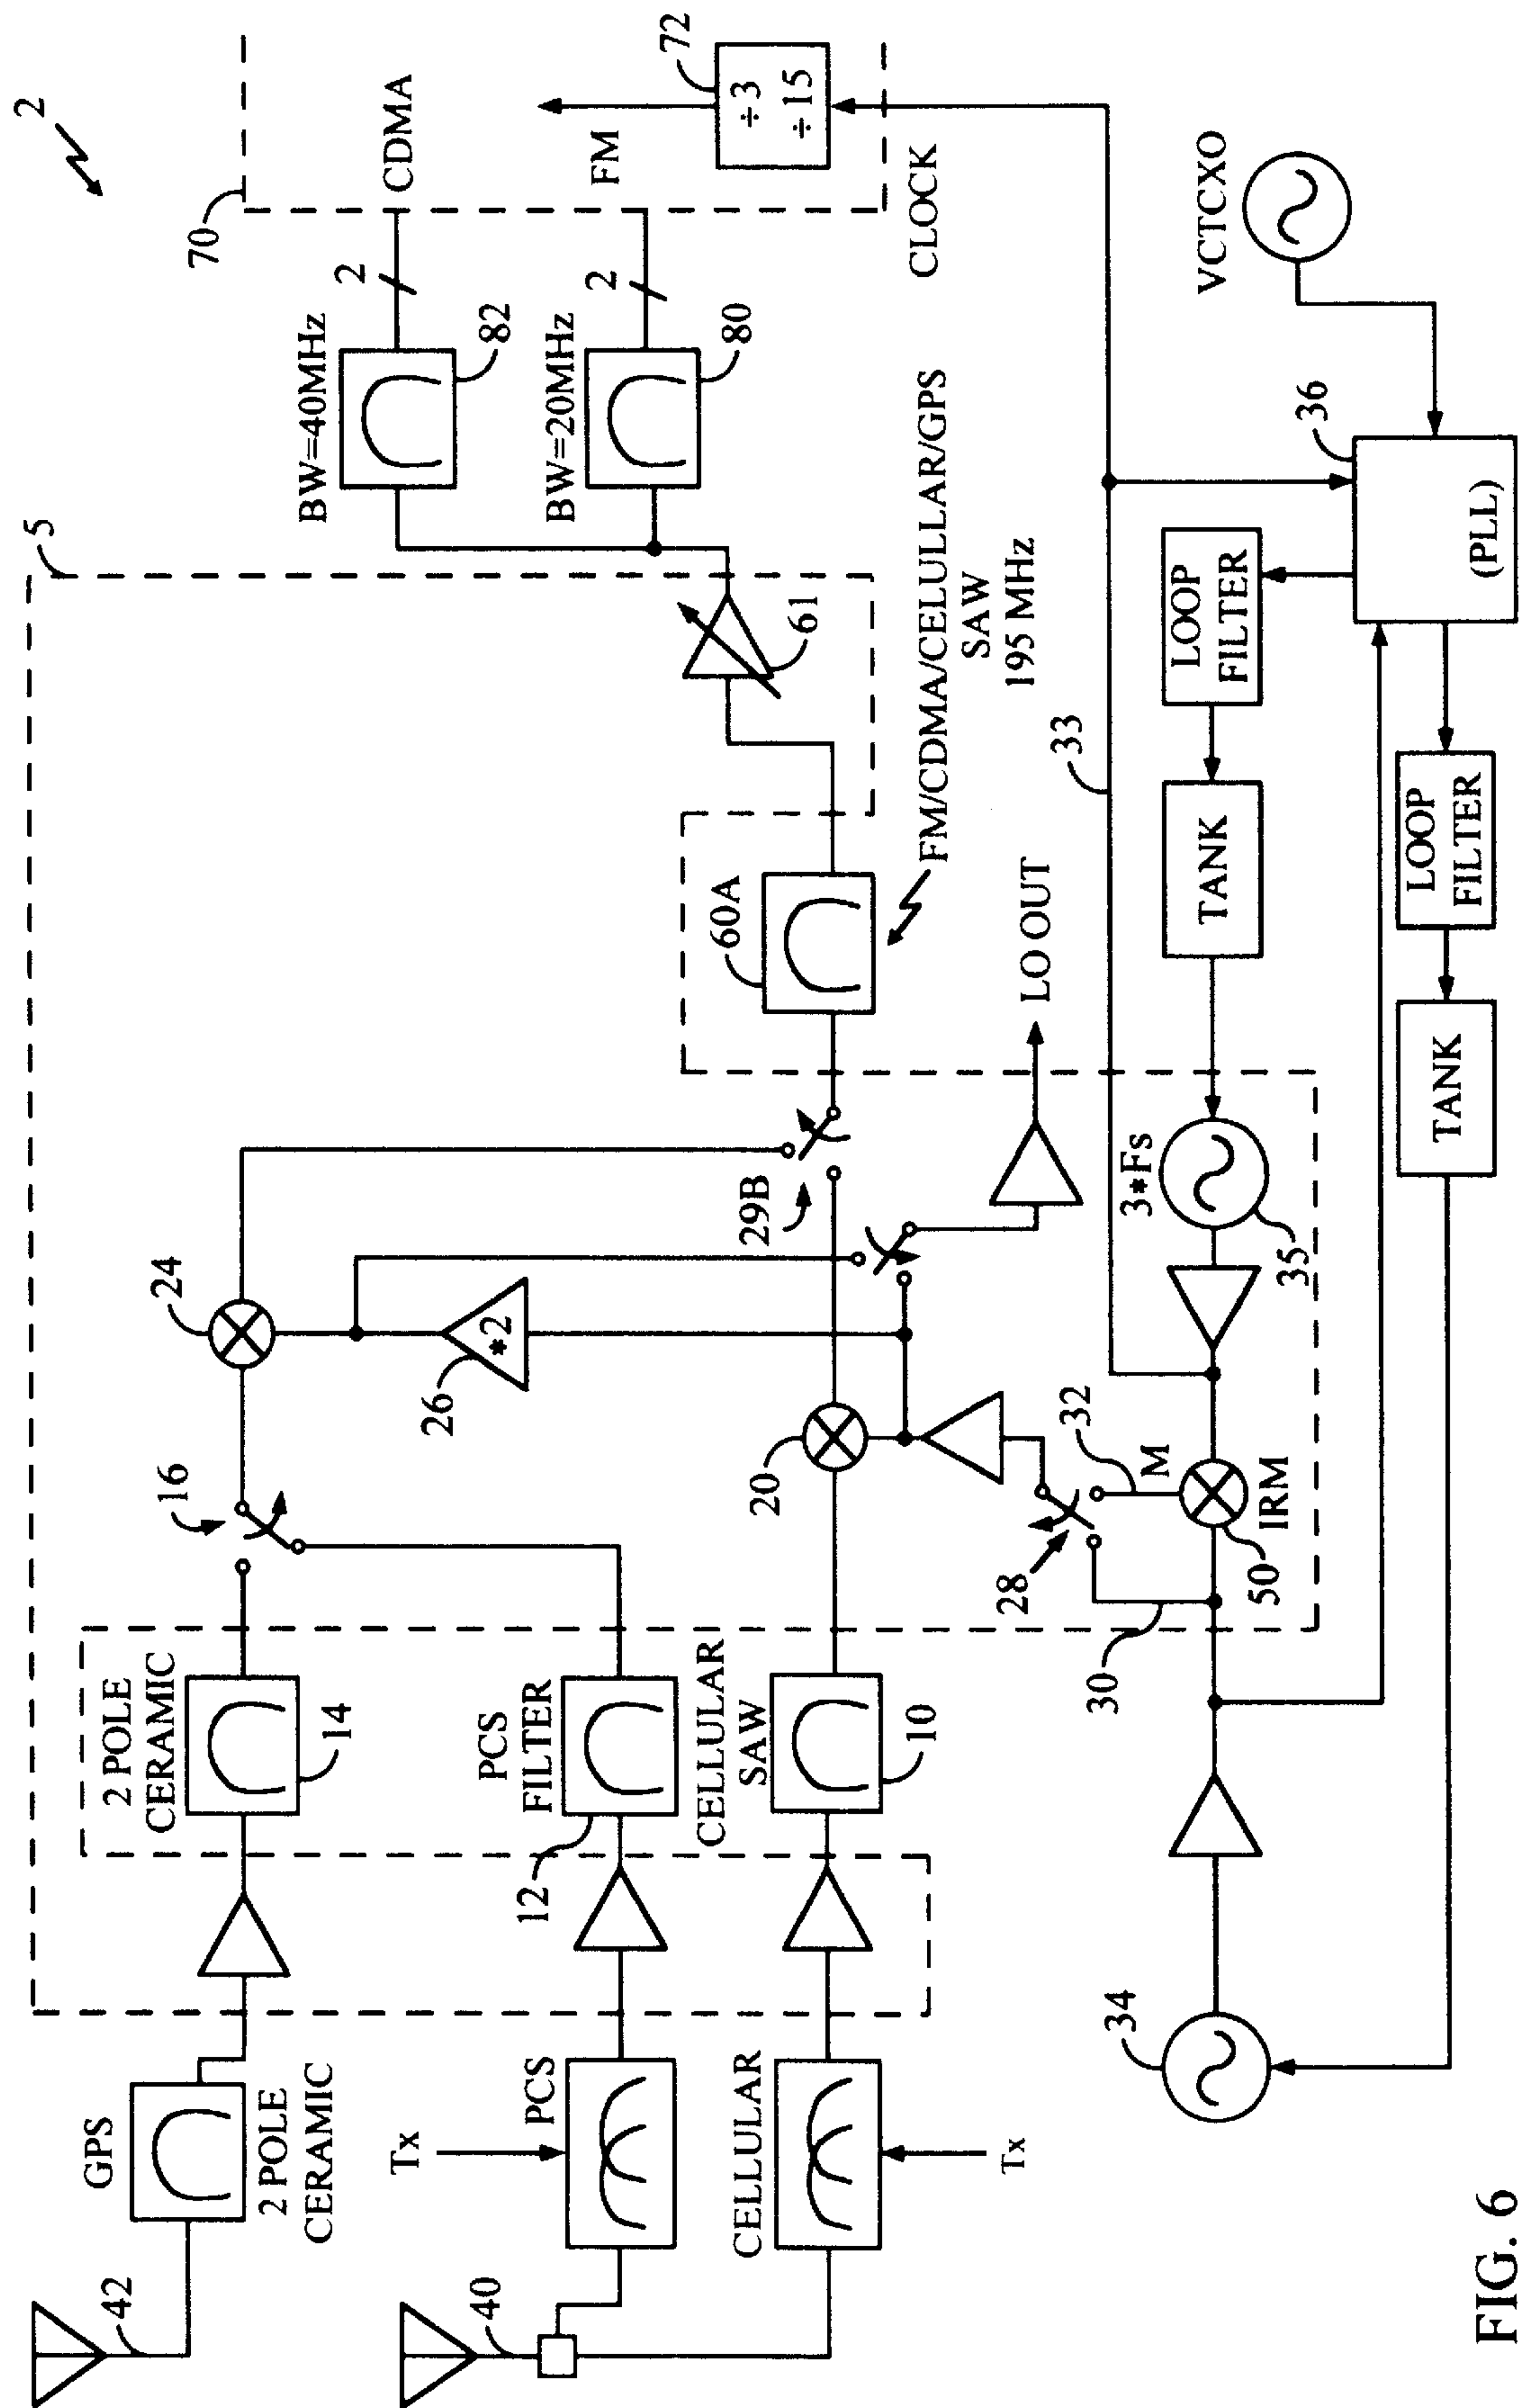 2
5
70
CDMA
FM
72
÷3
÷15
CLOCK
BW=40MHz
2
82
BW=20MHz
2
80
61
60A
FM/CDMA/CELULLAR/GPS
SAW
195 MHz
VCTCXO
36
(PLL)
LOOP
FILTER
TANK
LOOP
FILTER
TANK
33
LO OUT
24
26
*2
29B
3*Fs
35
16
20
28
32
M
IRM
50
30
2 POLE
CERAMIC
14
PCS
FILTER
12
CELLULAR
SAW
10
GPS
2 POLE
CERAMIC
42
Tx
PCS
40
CELLULAR
Tx
34
FIG. 6